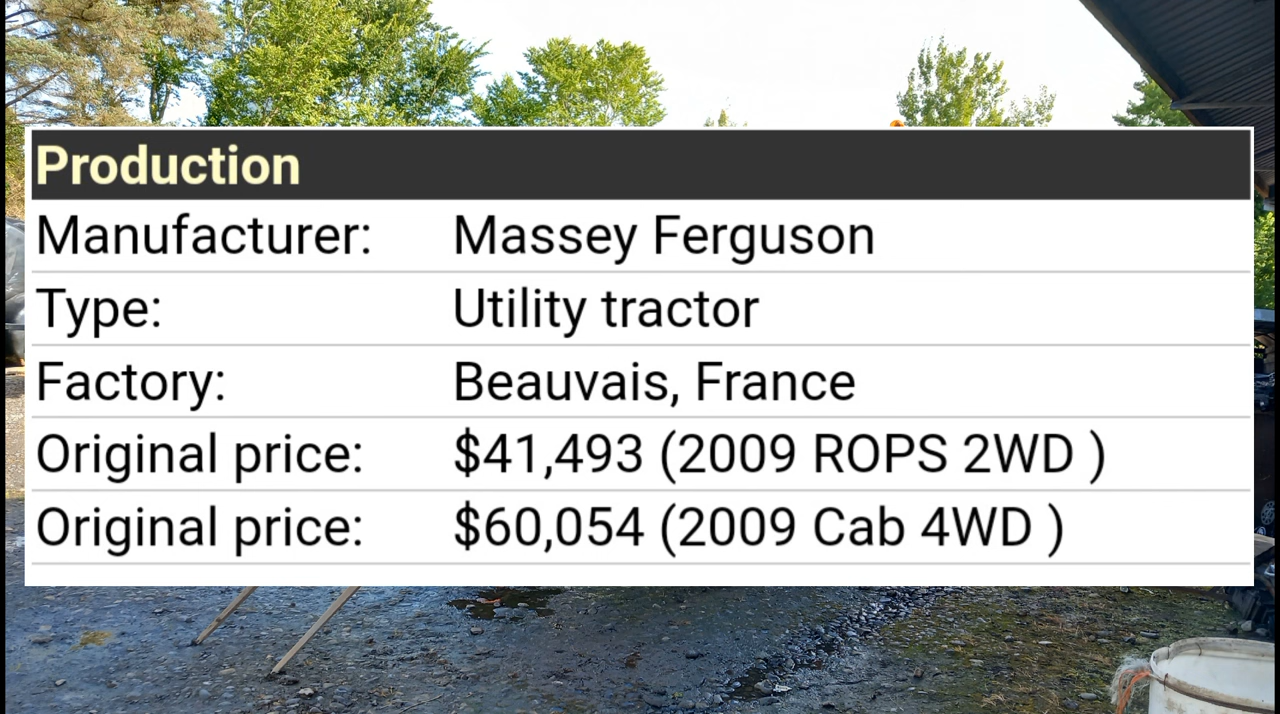 Production
Manufacturer: Massey Ferguson
Type: Utility tractor
Factory: Beauvais, France
Original price: $41,493 (2009 ROPS 2WD )
Original price: $60,054 (2009 Cab 4WD )